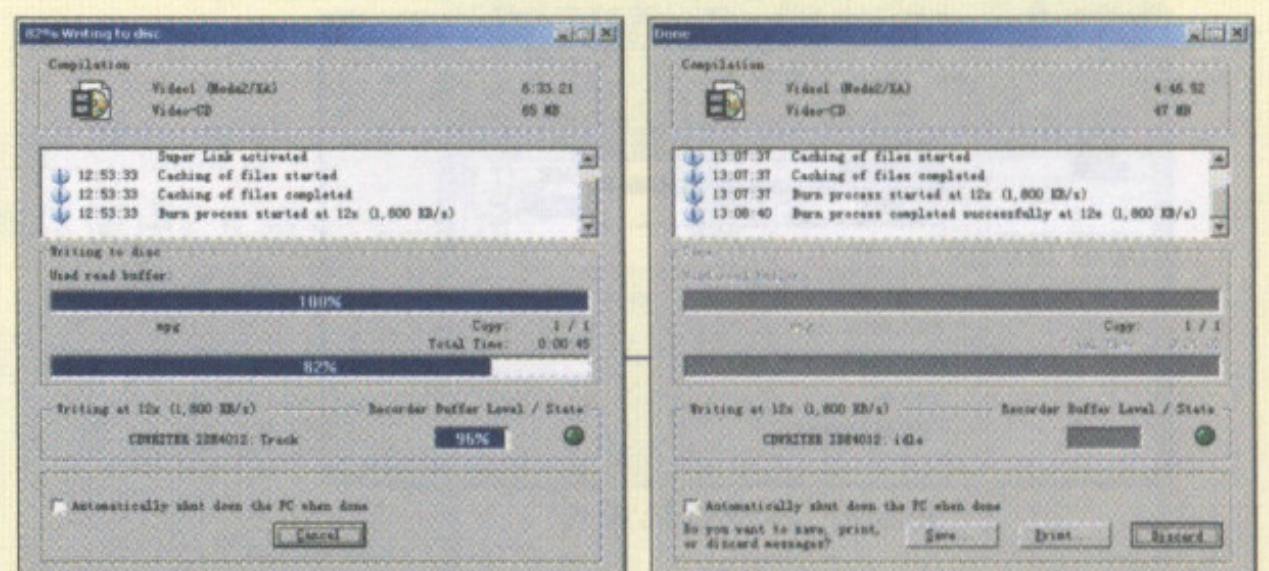 82% Writing to disc
Compilation
Video1 (Mode2/XA) 6:33.21
Video-CD 65 MB
Super Link activated
12:53:33 Caching of files started
12:53:33 Caching of files completed
12:53:33 Burn process started at 12x (1,800 KB/s)
Writing to disc
Used read buffer:
100%
mpg Copy: 1 / 1
Total Time: 0:00:45
82%
Writing at 12x (1,800 KB/s) Recorder Buffer Level / State
CDWRITER IDE4012: Track 96%
Automatically shut down the PC when done
Cancel
Done
Compilation
Video1 (Mode2/XA) 4:46.52
Video-CD 47 MB
13:07:37 Caching of files started
13:07:37 Caching of files completed
13:07:37 Burn process started at 12x (1,800 KB/s)
13:08:40 Burn process completed successfully at 12x (1,800 KB/s)
Copy: 1 / 1
Writing at 12x (1,800 KB/s) Recorder Buffer Level / State
CDWRITER IDE4012: idle
Automatically shut down the PC when done
Do you want to save, print,
or discard messages? Save... Print... Discard